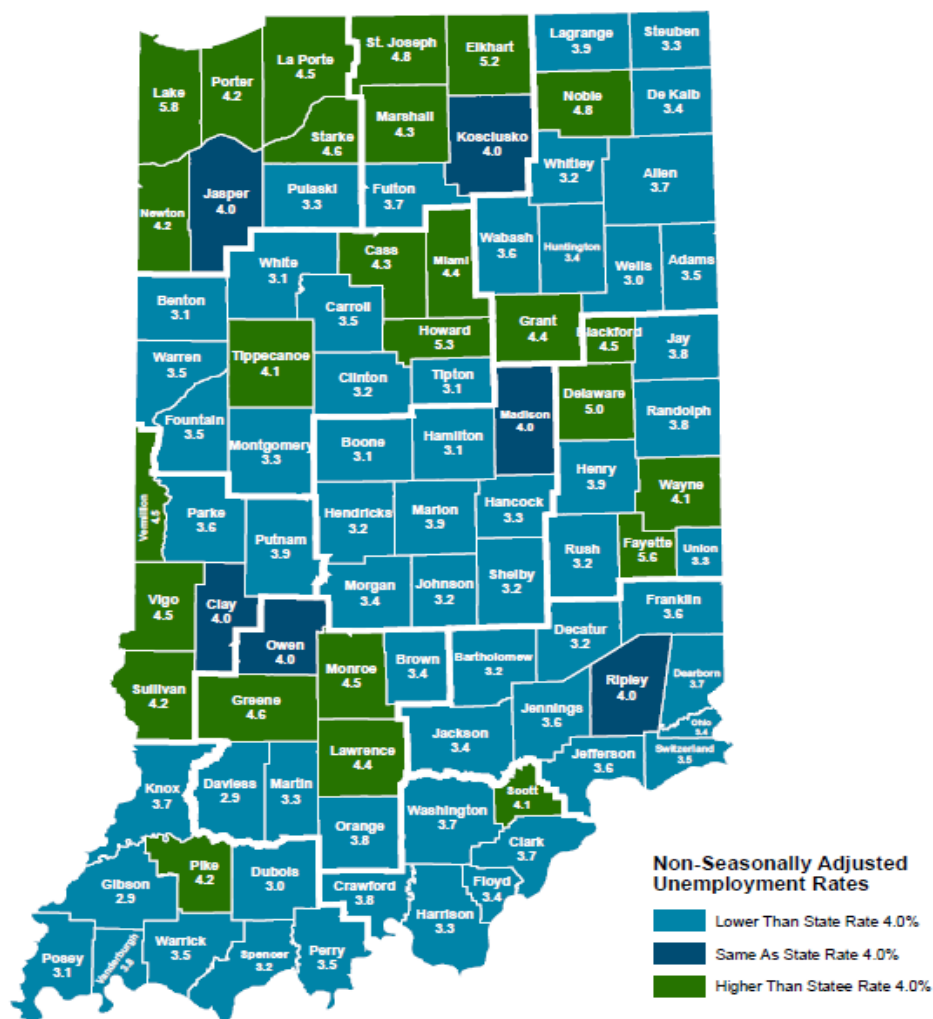 Lagrange
3.9
Steuben
3.3
St. Joseph
4.8
Elkhart
5.2
La Porte
4.5
Porter
4.2
Lake
5.8
Noble
4.8
De Kalb
3.4
Marshall
4.3
Kosciusko
4.0
Starke
4.6
Whitley
3.2
Allen
3.7
Jasper
4.0
Pulaski
3.3
Fulton
3.7
Newton
4.2
Wabash
3.6
Huntington
3.4
Cass
4.3
Miami
4.4
White
3.1
Wells
3.0
Adams
3.5
Benton
3.1
Carroll
3.5
Grant
4.4
Blackford
4.5
Howard
5.3
Jay
3.8
Warren
3.5
Tippecanoe
4.1
Clinton
3.2
Tipton
3.1
Delaware
5.0
Madison
4.0
Randolph
3.8
Fountain
3.5
Montgomery
3.3
Boone
3.1
Hamilton
3.1
Henry
3.9
Wayne
4.1
Vermillion
4.5
Parke
3.6
Hendricks
3.2
Marion
3.9
Hancock
3.3
Putnam
3.9
Fayette
5.6
Union
3.3
Rush
3.2
Shelby
3.2
Morgan
3.4
Johnson
3.2
Vigo
4.5
Clay
4.0
Franklin
3.6
Decatur
3.2
Owen
4.0
Monroe
4.5
Brown
3.4
Bartholomew
3.2
Dearborn
3.7
Ripley
4.0
Sullivan
4.2
Greene
4.6
Jennings
3.6
Ohio
3.4
Jackson
3.4
Switzerland
3.5
Lawrence
4.4
Jefferson
3.6
Knox
3.7
Daviess
2.9
Martin
3.3
Scott
4.1
Washington
3.7
Orange
3.8
Clark
3.7
Pike
4.2
Dubois
3.0
Gibson
2.9
Crawford
3.8
Floyd
3.4
Harrison
3.3
Posey
3.1
Vanderburgh
3.8
Warrick
3.5
Spencer
3.2
Perry
3.5
Non-Seasonally Adjusted
Unemployment Rates
Lower Than State Rate 4.0%
Same As State Rate 4.0%
Higher Than Statee Rate 4.0%